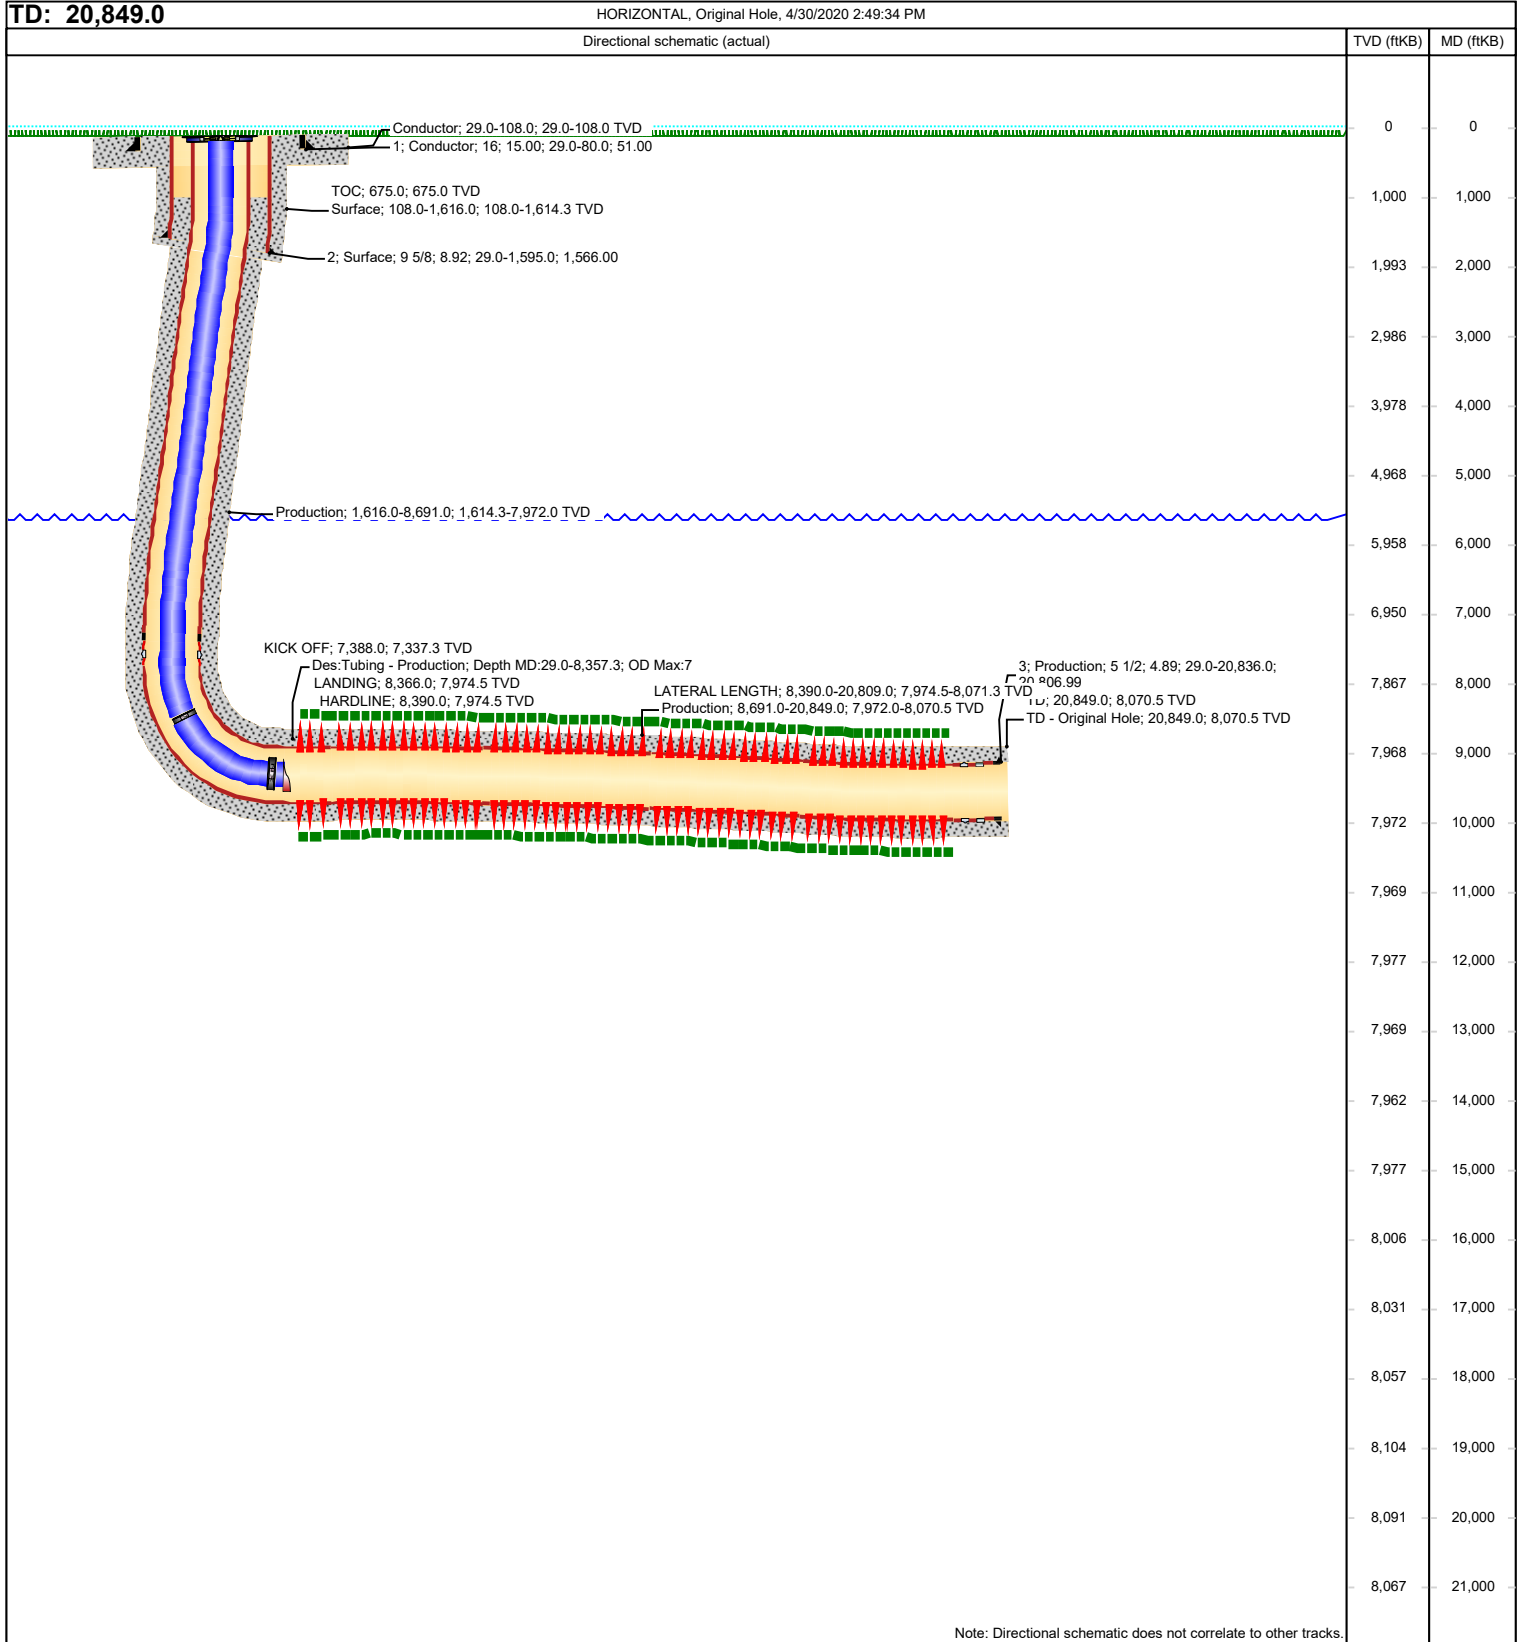 TD: 20,849.0
HORIZONTAL, Original Hole, 4/30/2020 2:49:34 PM
Directional schematic (actual)
TVD (ftKB)
MD (ftKB)
Conductor; 29.0-108.0; 29.0-108.0 TVD
1; Conductor; 16; 15.00; 29.0-80.0; 51.00
TOC; 675.0; 675.0 TVD
Surface; 108.0-1,616.0; 108.0-1,614.3 TVD
2; Surface; 9 5/8; 8.92; 29.0-1,595.0; 1,566.00
Production; 1,616.0-8,691.0; 1,614.3-7,972.0 TVD
KICK OFF; 7,388.0; 7,337.3 TVD
Des:Tubing - Production; Depth MD:29.0-8,357.3; OD Max:7
LANDING; 8,366.0; 7,974.5 TVD
HARDLINE; 8,390.0; 7,974.5 TVD
LATERAL LENGTH; 8,390.0-20,809.0; 7,974.5-8,071.3 TVD
Production; 8,691.0-20,849.0; 7,972.0-8,070.5 TVD
3; Production; 5 1/2; 4.89; 29.0-20,836.0;
20,806.99
TD; 20,849.0; 8,070.5 TVD
TD - Original Hole; 20,849.0; 8,070.5 TVD
0 0
1,000 1,000
1,993 2,000
2,986 3,000
3,978 4,000
4,968 5,000
5,958 6,000
6,950 7,000
7,867 8,000
7,968 9,000
7,972 10,000
7,969 11,000
7,977 12,000
7,969 13,000
7,962 14,000
7,977 15,000
8,006 16,000
8,031 17,000
8,057 18,000
8,104 19,000
8,091 20,000
8,067 21,000
Note: Directional schematic does not correlate to other tracks.